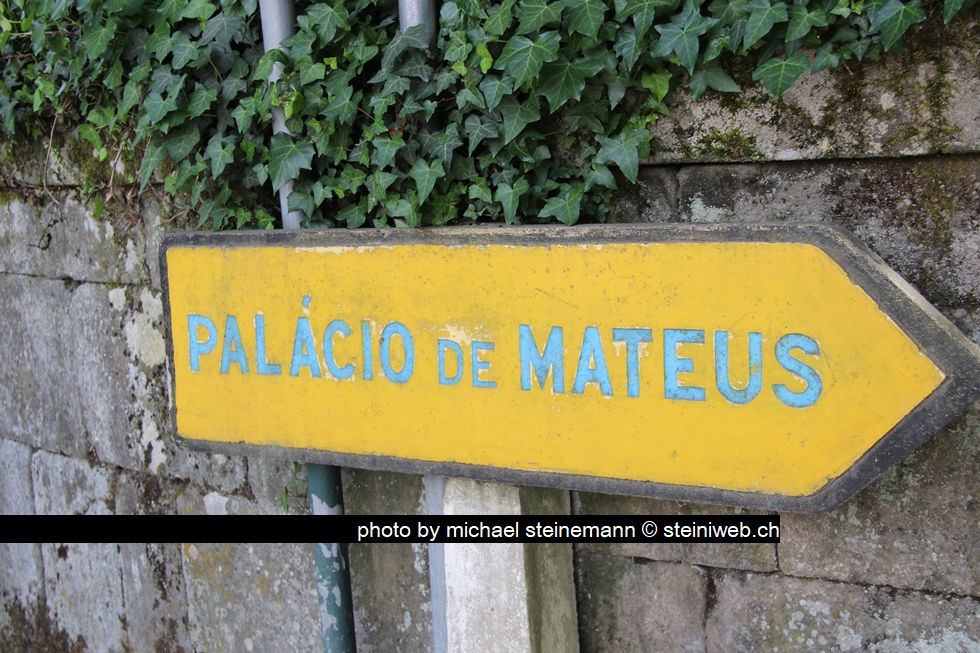 PALÁCIO DE MATEUS
photo by michael steinemann © steiniweb.ch